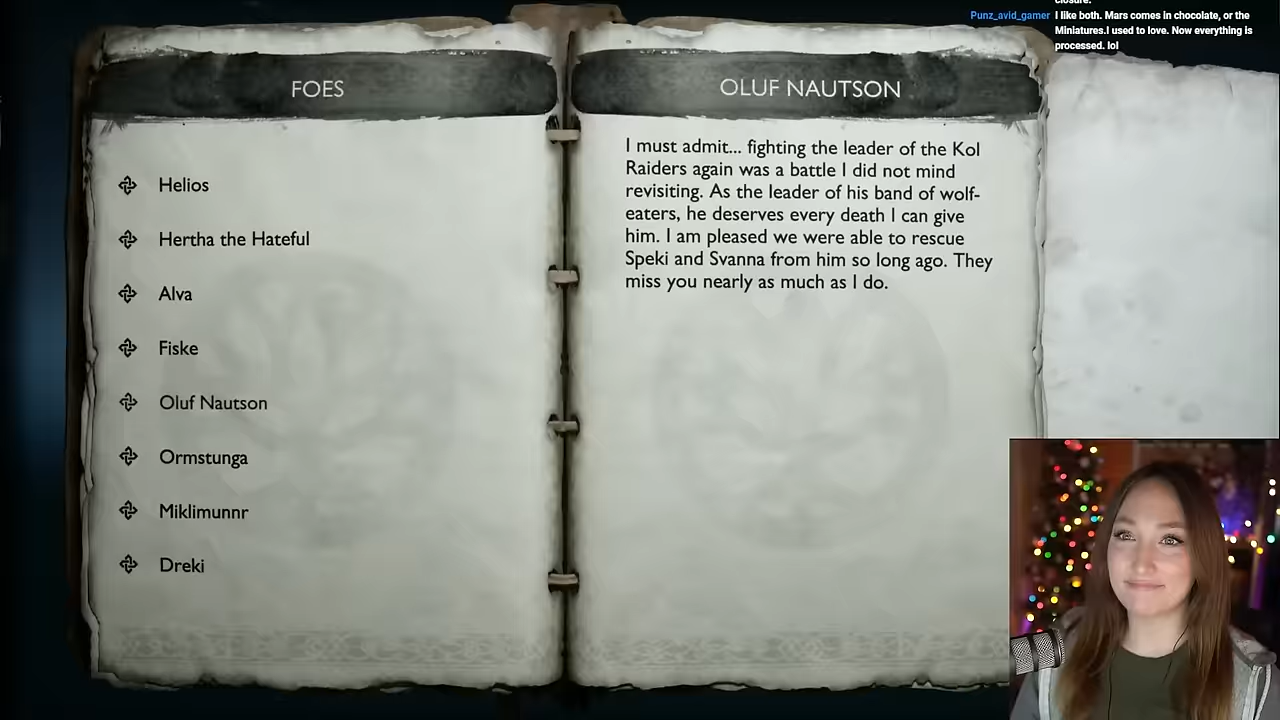 closure.
Punz_avid_gamer I like both. Mars comes in chocolate, or the
Miniatures.I used to love. Now everything is
processed. lol
FOES
Helios
Hertha the Hateful
Alva
Fiske
Oluf Nautson
Ormstunga
Miklimunnr
Dreki
OLUF NAUTSON
I must admit... fighting the leader of the Kol
Raiders again was a battle I did not mind
revisiting. As the leader of his band of wolf-
eaters, he deserves every death I can give
him. I am pleased we were able to rescue
Speki and Svanna from him so long ago. They
miss you nearly as much as I do.